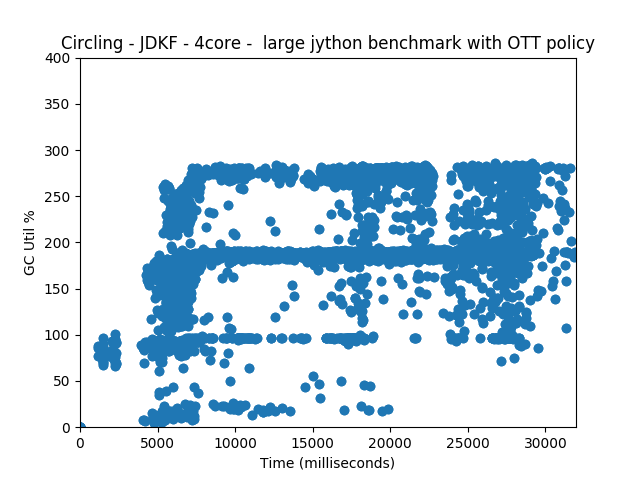 Circling - JDKF - 4core -  large jython benchmark with OTT policy
400
350
300
250
200
150
100
50
0
GC Util %
0 5000 10000 15000 20000 25000 30000
Time (milliseconds)